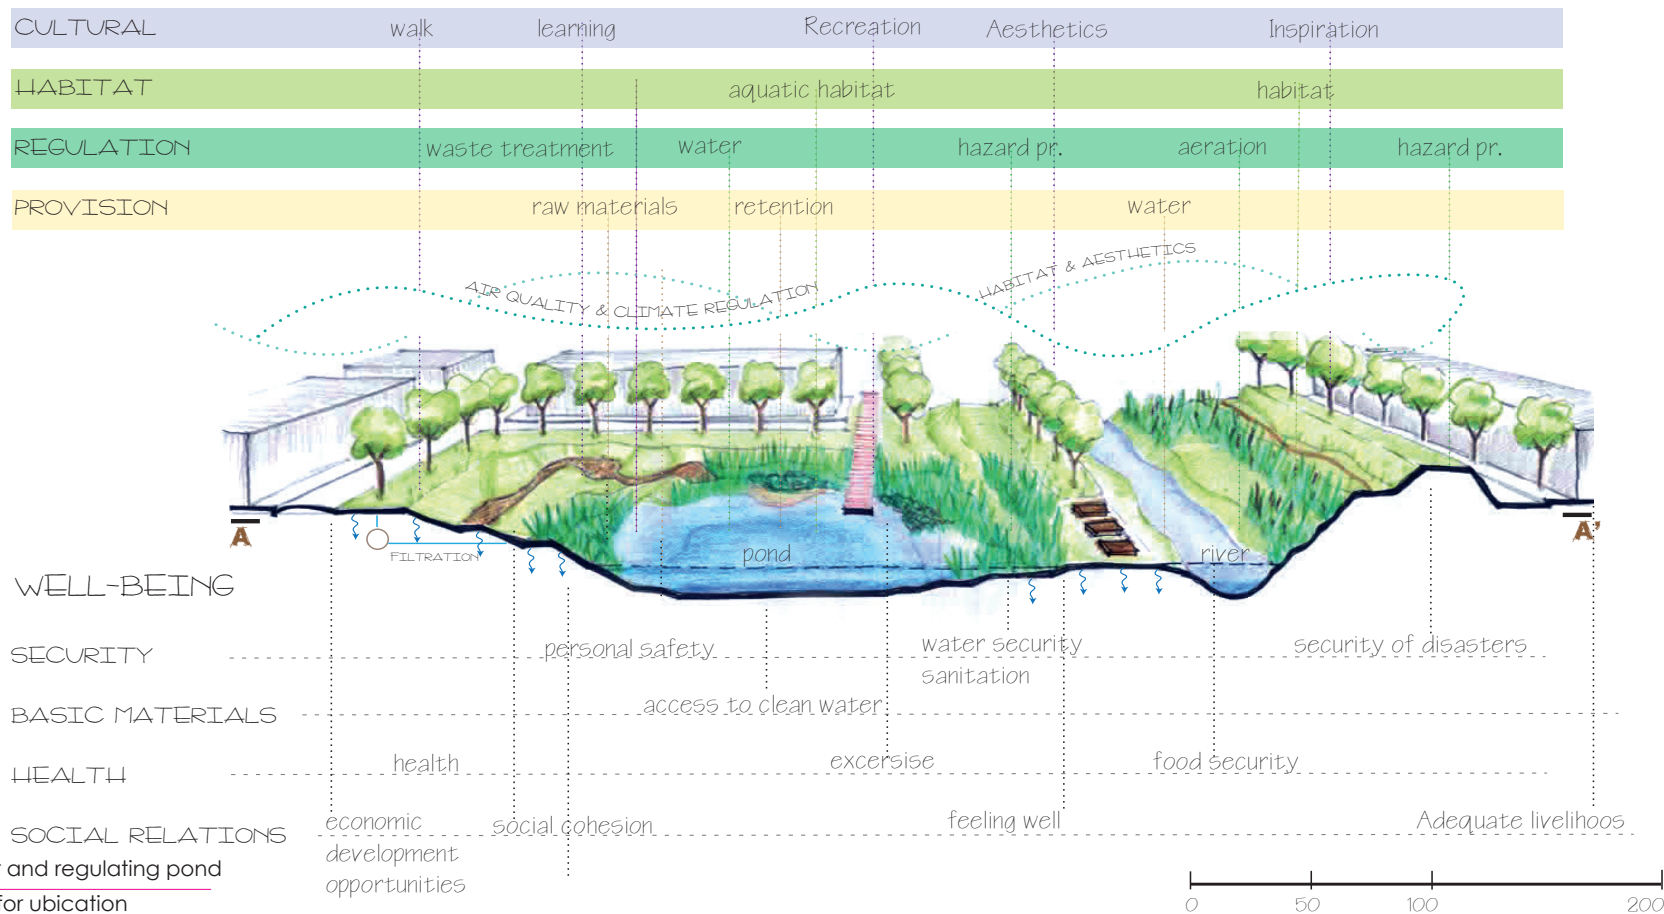 CULTURAL walk learning Recreation Aesthetics Inspiration
HABITAT aquatic habitat habitat
REGULATION waste treatment water hazard pr. aeration hazard pr.
PROVISION raw materials retention water
AIR QUALITY & CLIMATE REGULATION
HABITAT & AESTHETICS
A
A'
FILTRATION
pond
river
WELL-BEING
SECURITY personal safety water security security of disasters
sanitation
BASIC MATERIALS access to clean water
HEALTH health excersise food security
SOCIAL RELATIONS economic social cohesion feeling well Adequate livelihoos
development
opportunities
and regulating pond
for ubication
0 50 100 200